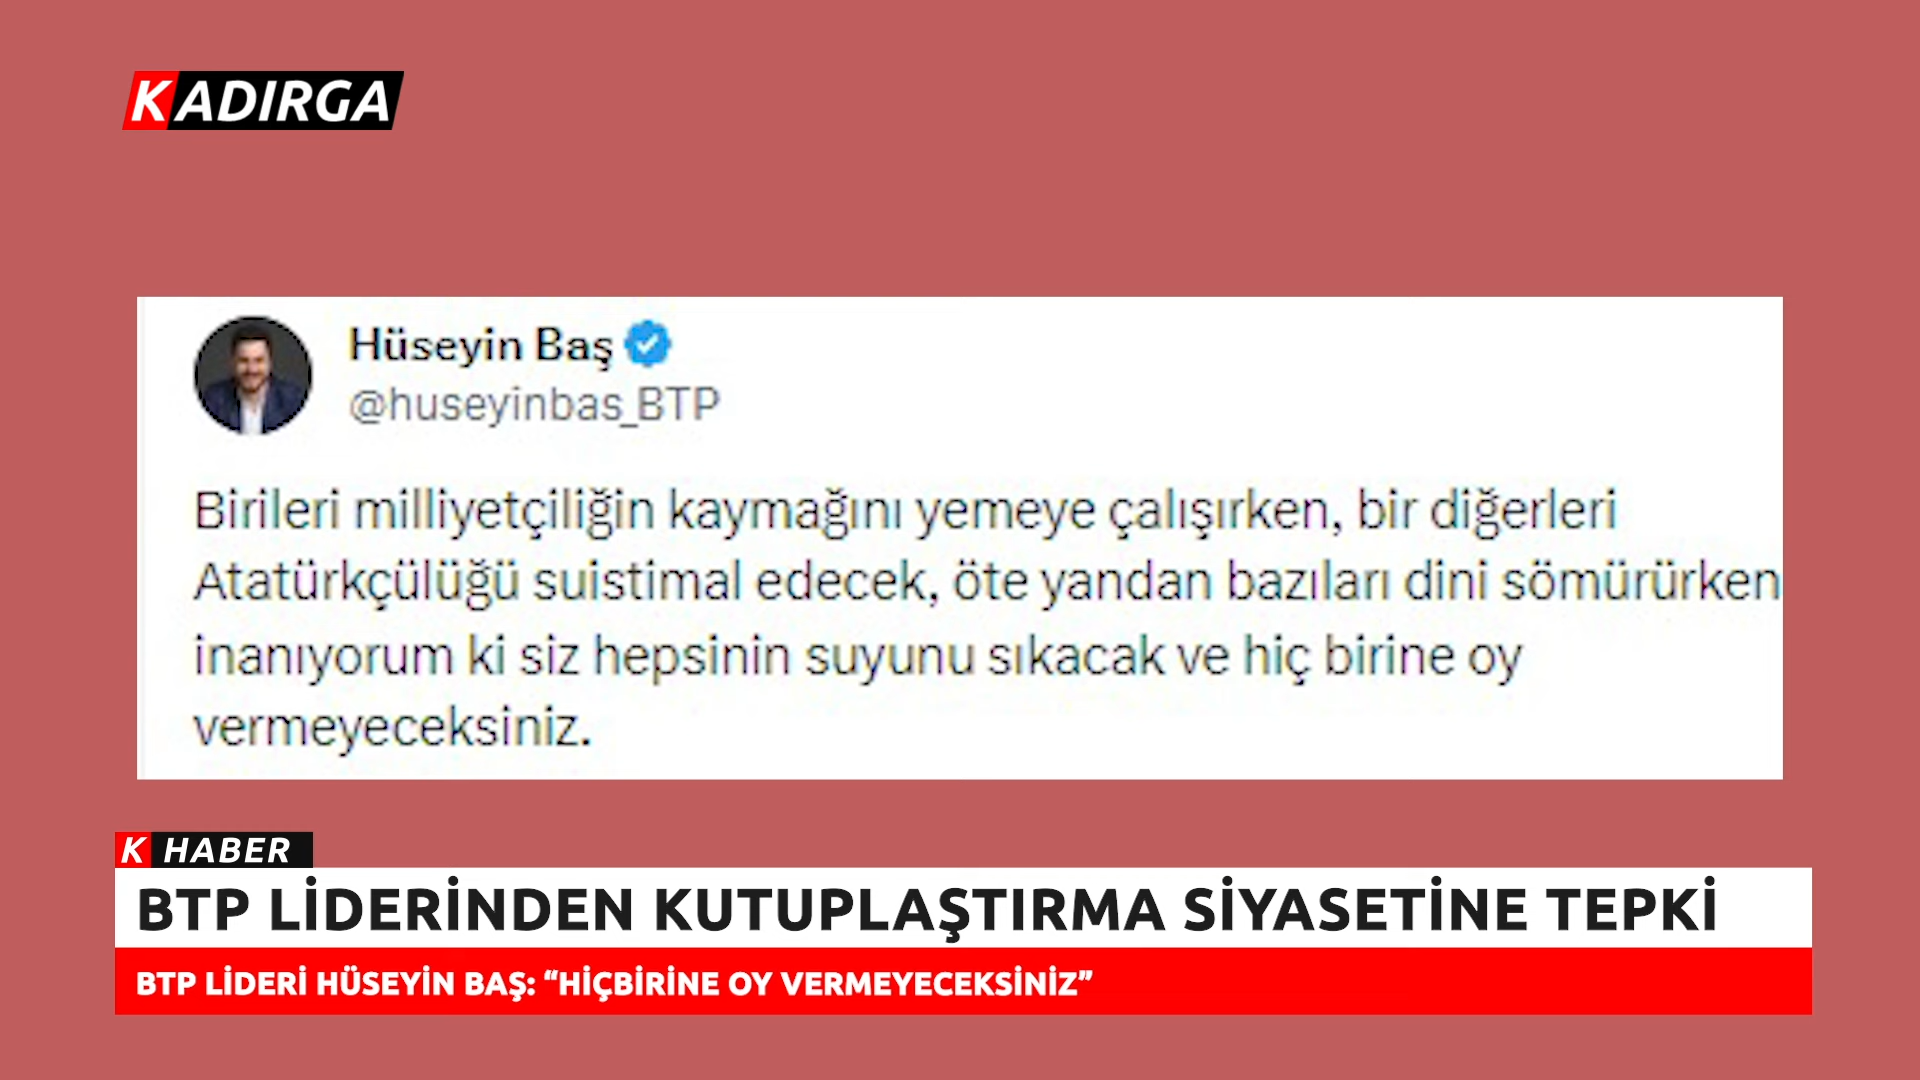 KADIRGA
Hüseyin Baş
@huseyinbas_BTP
Birileri milliyetçiliğin kaymağını yemeye çalışırken, bir diğerleri
Atatürkçülüğü suistimal edecek, öte yandan bazıları dini sömürürken
inanıyorum ki siz hepsinin suyunu sıkacak ve hiç birine oy
vermeyeceksiniz.
K HABER
BTP LİDERİNDEN KUTUPLAŞTIRMA SİYASETİNE TEPKİ
BTP LİDERİ HÜSEYİN BAŞ: “HİÇBİRİNE OY VERMEYECEKSİNİZ”